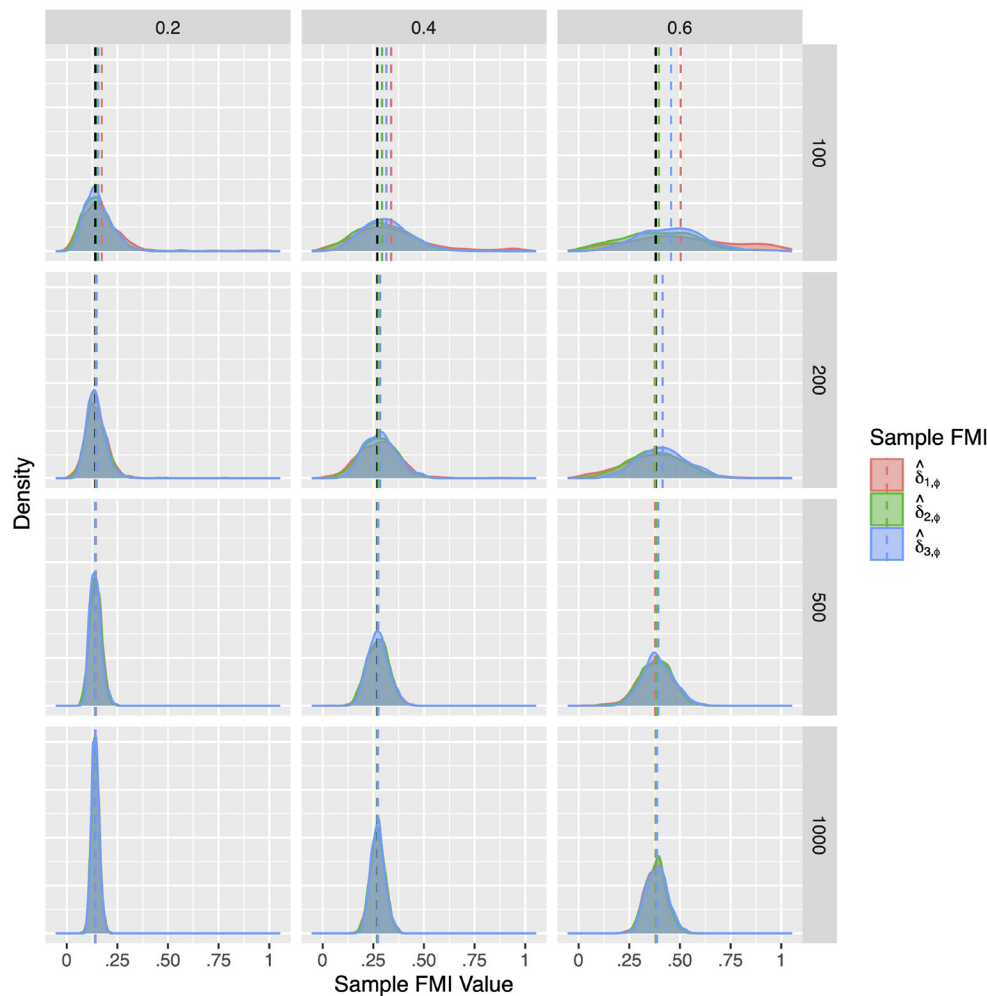 0.2 0.4 0.6
100
200
500
1000
Density
0 .25 .50 .75 1 0 .25 .50 .75 1 0 .25 .50 .75 1
Sample FMI Value
Sample FMI
δ̂1,ϕ
δ̂2,ϕ
δ̂3,ϕ